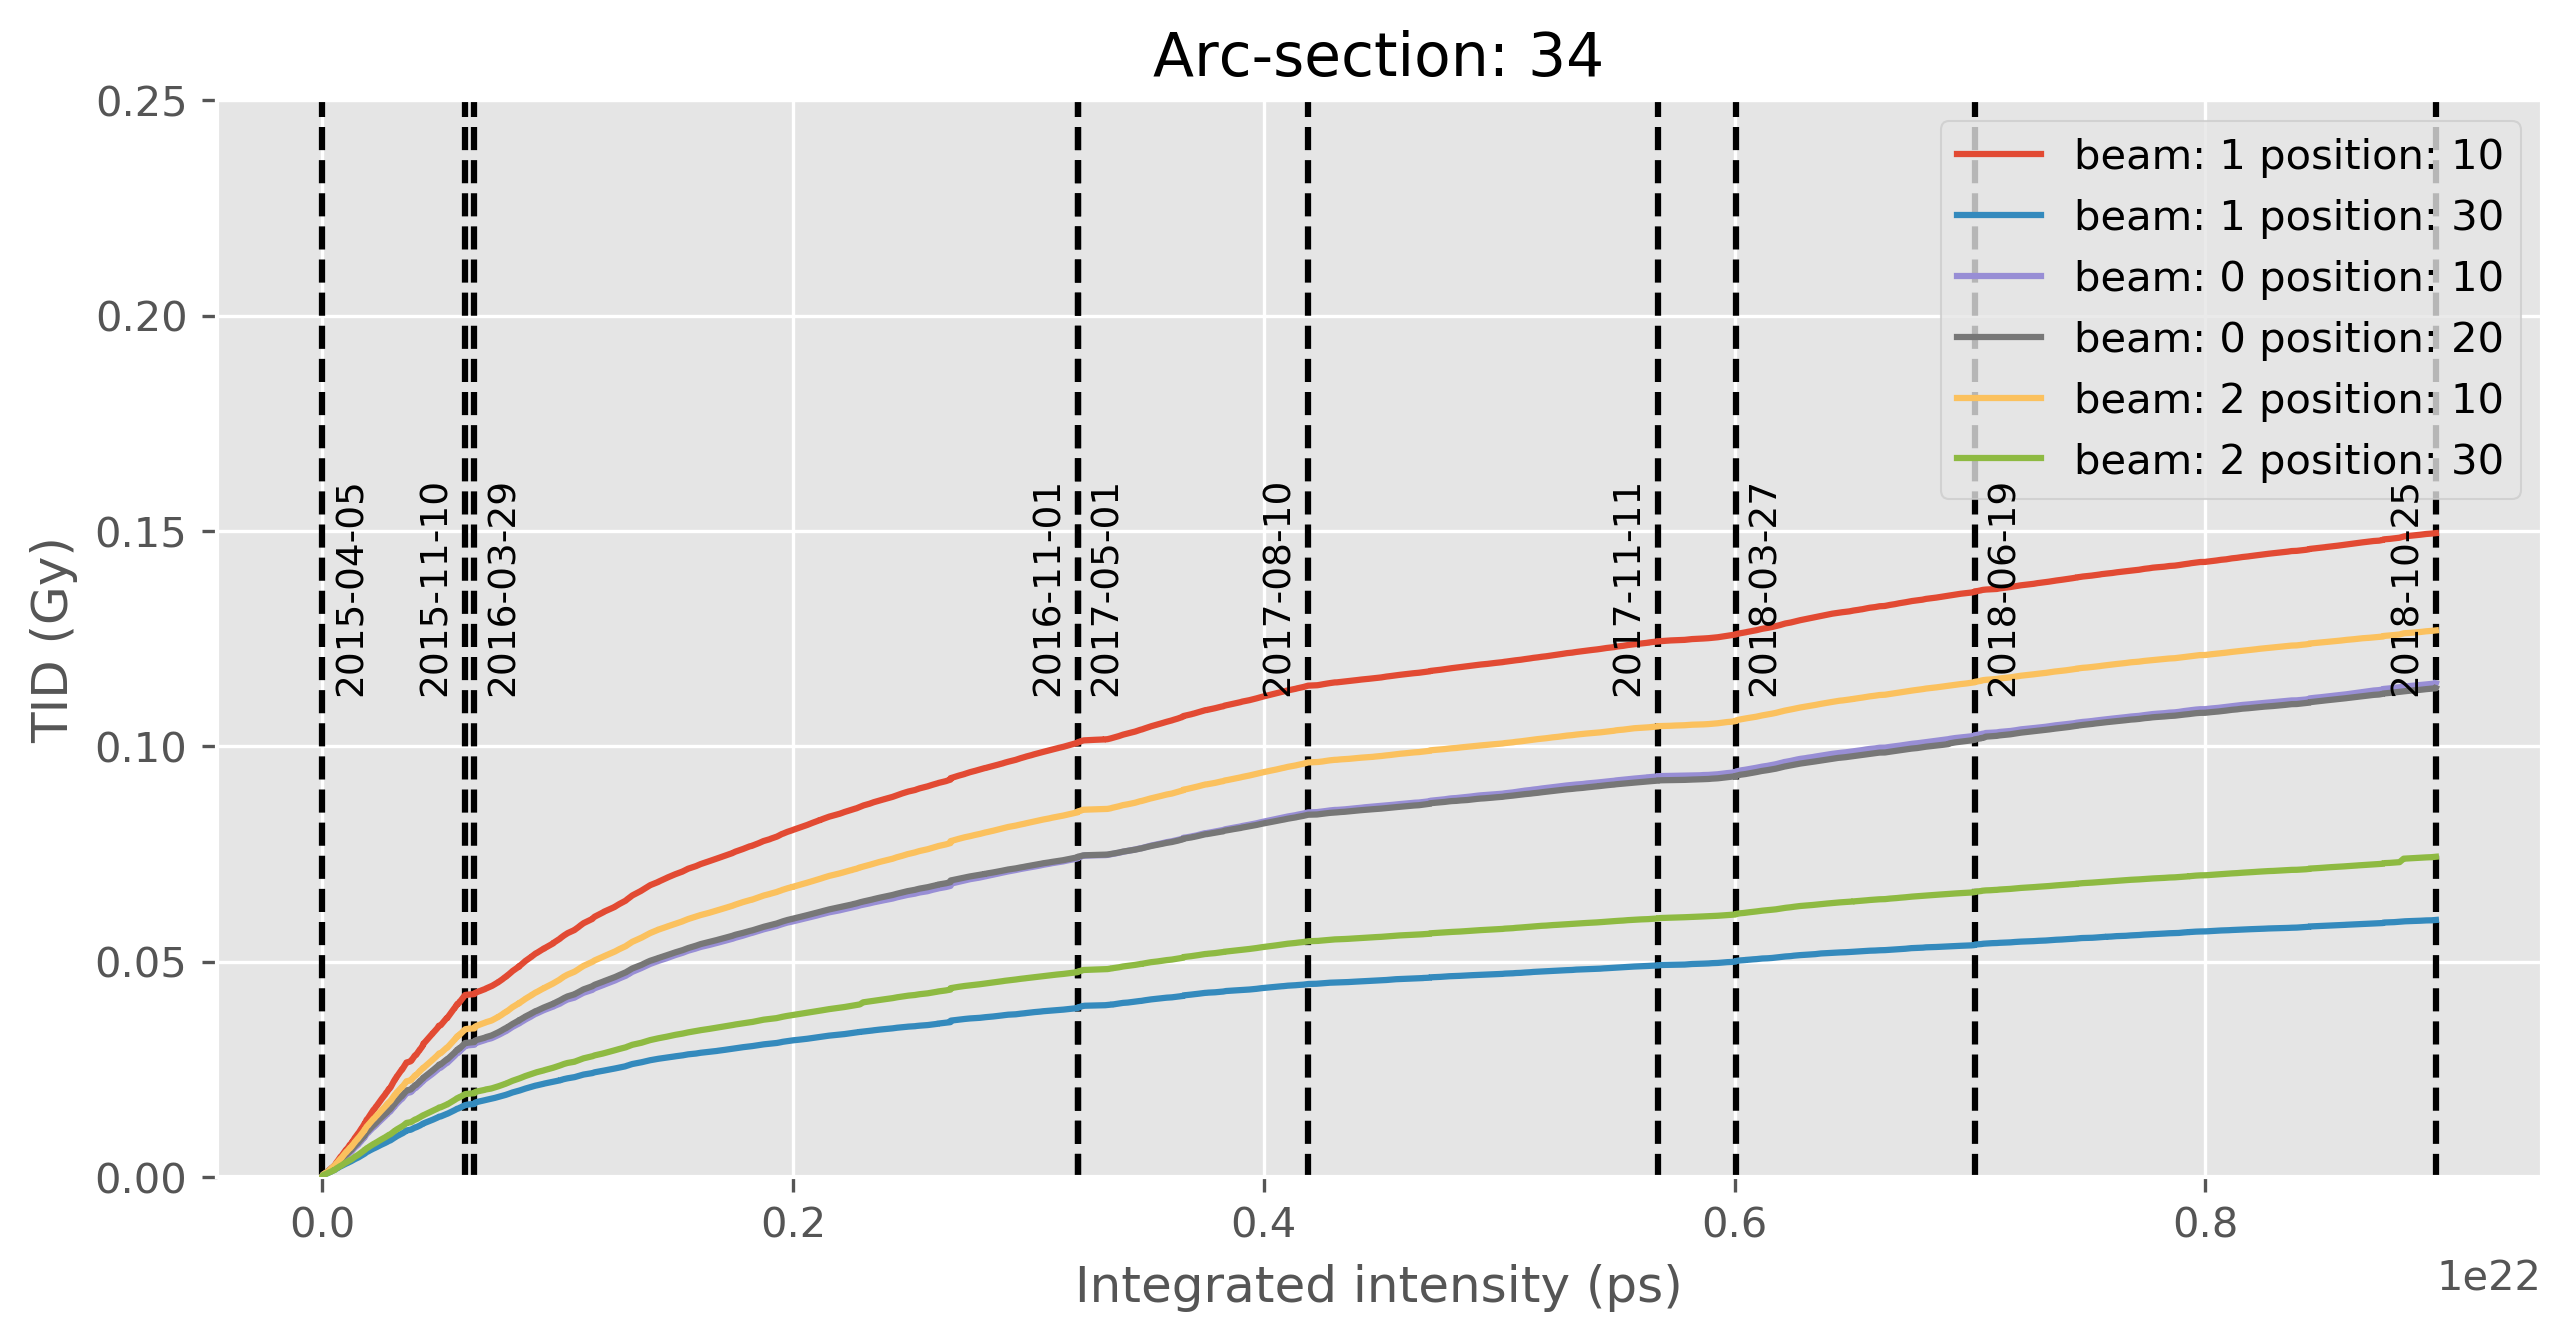 Arc-section: 34
0.25
0.20
0.15
0.10
0.05
0.00
TID (Gy)
beam: 1 position: 10
beam: 1 position: 30
beam: 0 position: 10
beam: 0 position: 20
beam: 2 position: 10
beam: 2 position: 30
2015-04-05
2015-11-10
2016-03-29
2016-11-01
2017-05-01
2017-08-10
2017-11-11
2018-03-27
2018-06-19
2018-10-25
0.0
0.2
0.4
0.6
0.8
1e22
Integrated intensity (ps)